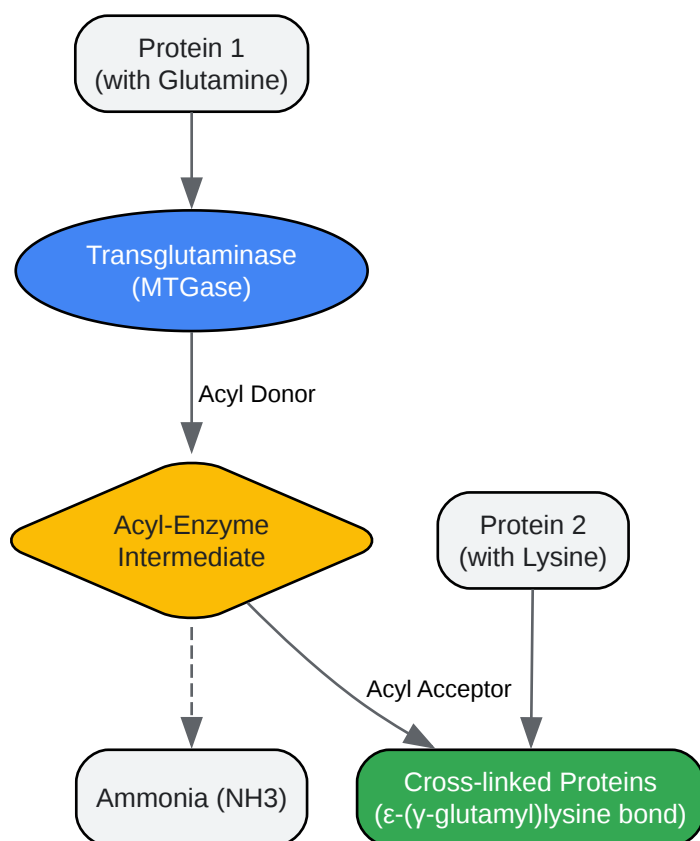 Protein 1
(with Glutamine)
Transglutaminase
(MTGase)
Acyl Donor
Acyl-Enzyme
Intermediate
Protein 2
(with Lysine)
Acyl Acceptor
Ammonia (NH3)
Cross-linked Proteins
(ε-(γ-glutamyl)lysine bond)